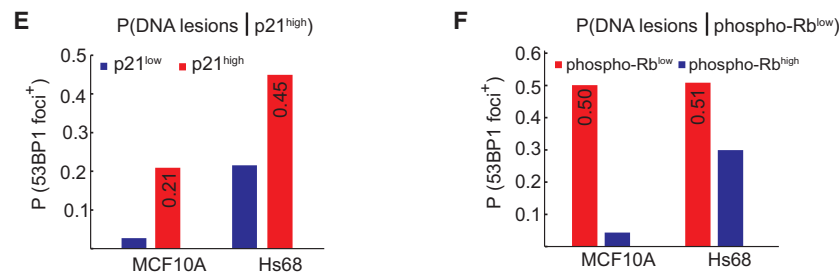 E
P(DNA lesions | p21^high)
P (53BP1 foci^+)
0.5
0.4
0.3
0.2
0.1
p21^low
p21^high
0.21
0.45
MCF10A
Hs68
F
P(DNA lesions | phospho-Rb^low)
P (53BP1 foci^+)
0.6
0.5
0.4
0.3
0.2
0.1
phospho-Rb^low
phospho-Rb^high
0.50
0.51
MCF10A
Hs68